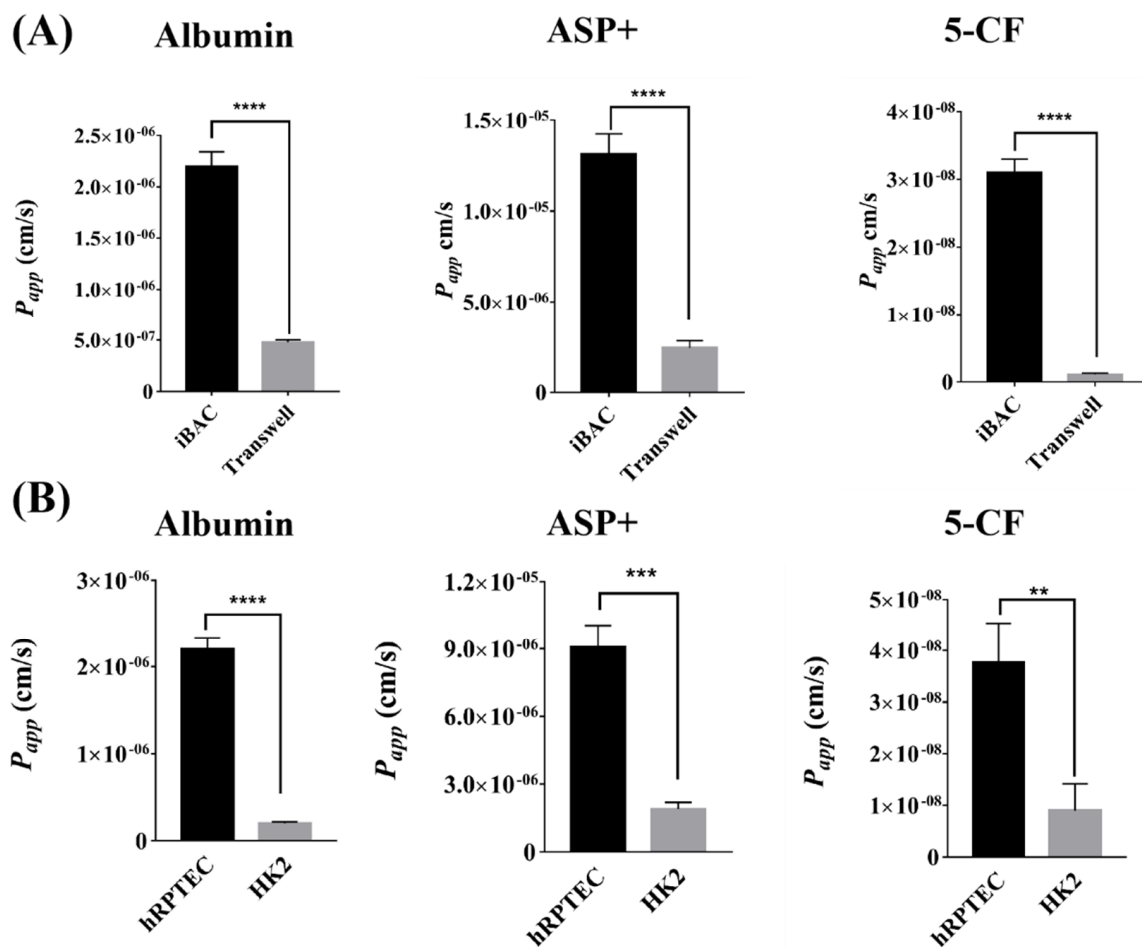 (A)
Albumin
ASP+
5-CF
****
2.5×10⁻⁰⁶
2.0×10⁻⁰⁶
1.5×10⁻⁰⁶
1.0×10⁻⁰⁶
5.0×10⁻⁰⁷
0
Papp (cm/s)
iBAC
Transwell
****
1.5×10⁻⁰⁵
1.0×10⁻⁰⁵
5.0×10⁻⁰⁶
0
Papp cm/s
iBAC
Transwell
****
4×10⁻⁰⁸
3×10⁻⁰⁸
2×10⁻⁰⁸
1×10⁻⁰⁸
0
Papp cm/s
iBAC
Transwell
(B)
Albumin
ASP+
5-CF
****
3×10⁻⁰⁶
2×10⁻⁰⁶
1×10⁻⁰⁶
0
Papp (cm/s)
hRPTEC
HK2
***
1.2×10⁻⁰⁵
9.0×10⁻⁰⁶
6.0×10⁻⁰⁶
3.0×10⁻⁰⁶
0
Papp (cm/s)
hRPTEC
HK2
**
5×10⁻⁰⁸
4×10⁻⁰⁸
3×10⁻⁰⁸
4×10⁻⁰⁸
1×10⁻⁰⁸
0
Papp (cm/s)
hRPTEC
HK2